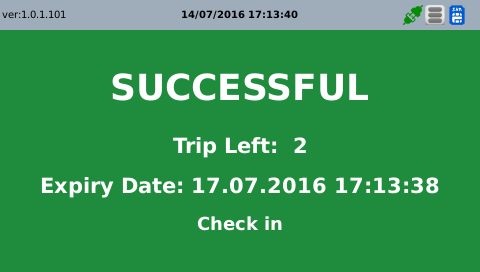 ver:1.0.1.101 14/07/2016 17:13:40
SUCCESSFUL
Trip Left: 2
Expiry Date: 17.07.2016 17:13:38
Check in